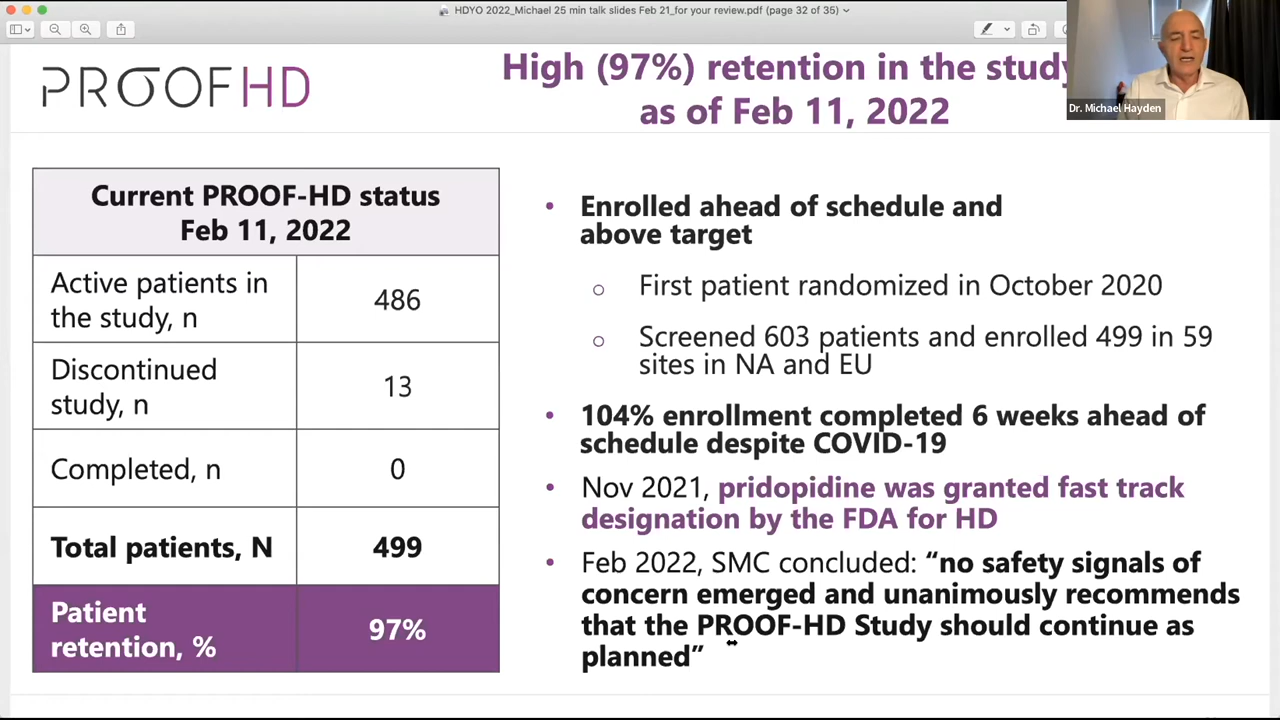 HDYO 2022_Michael 25 min talk slides Feb 21_for your review.pdf (page 32 of 35)
Dr. Michael Hayden
PROOFHD
High (97%) retention in the study
as of Feb 11, 2022
Current PROOF-HD status
Feb 11, 2022
Active patients in
the study, n
486
Discontinued
study, n
13
Completed, n
0
Total patients, N
499
Patient
retention, %
97%
• Enrolled ahead of schedule and
above target
○ First patient randomized in October 2020
○ Screened 603 patients and enrolled 499 in 59
sites in NA and EU
• 104% enrollment completed 6 weeks ahead of
schedule despite COVID-19
• Nov 2021, pridopidine was granted fast track
designation by the FDA for HD
• Feb 2022, SMC concluded: “no safety signals of
concern emerged and unanimously recommends
that the PROOF-HD Study should continue as
planned”